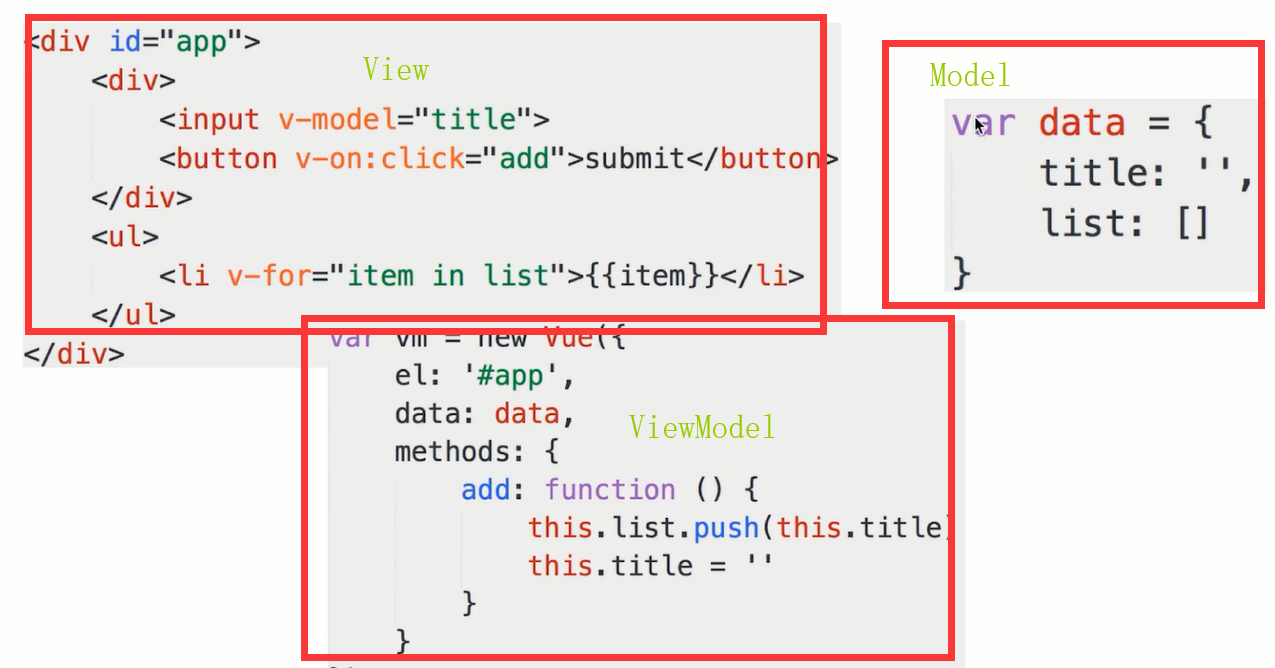 <div id="app">
View
<div>
<input v-model="title">
<button v-on:click="add">submit</button>
</div>
<ul>
<li v-for="item in list">{{item}}</li>
</ul>
</div>
Model
var data = {
title: '',
list: []
}
var vm = new Vue({
el: '#app',
data: data,
ViewModel
methods: {
add: function () {
this.list.push(this.title)
this.title = ''
}
}